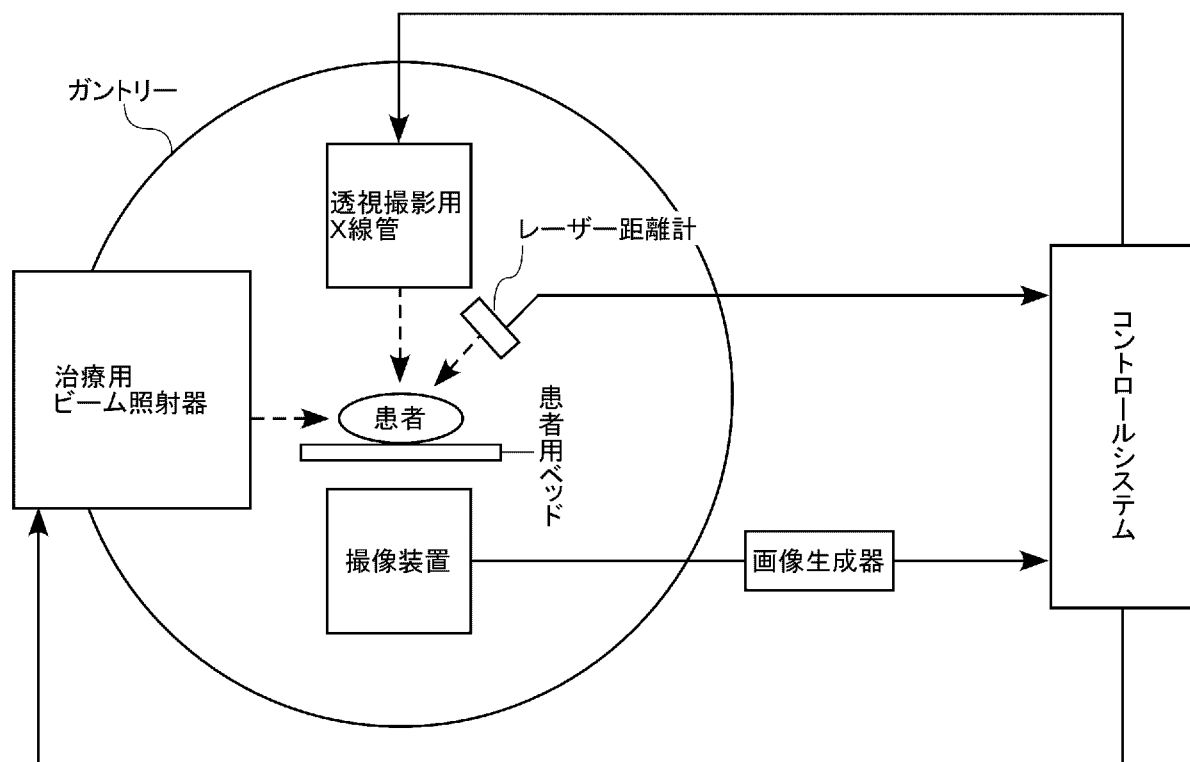 ガントリー
透視撮影用
X線管
レーザー距離計
治療用
ビーム照射器
患者
患者用ベッド
コントロールシステム
撮像装置
画像生成器